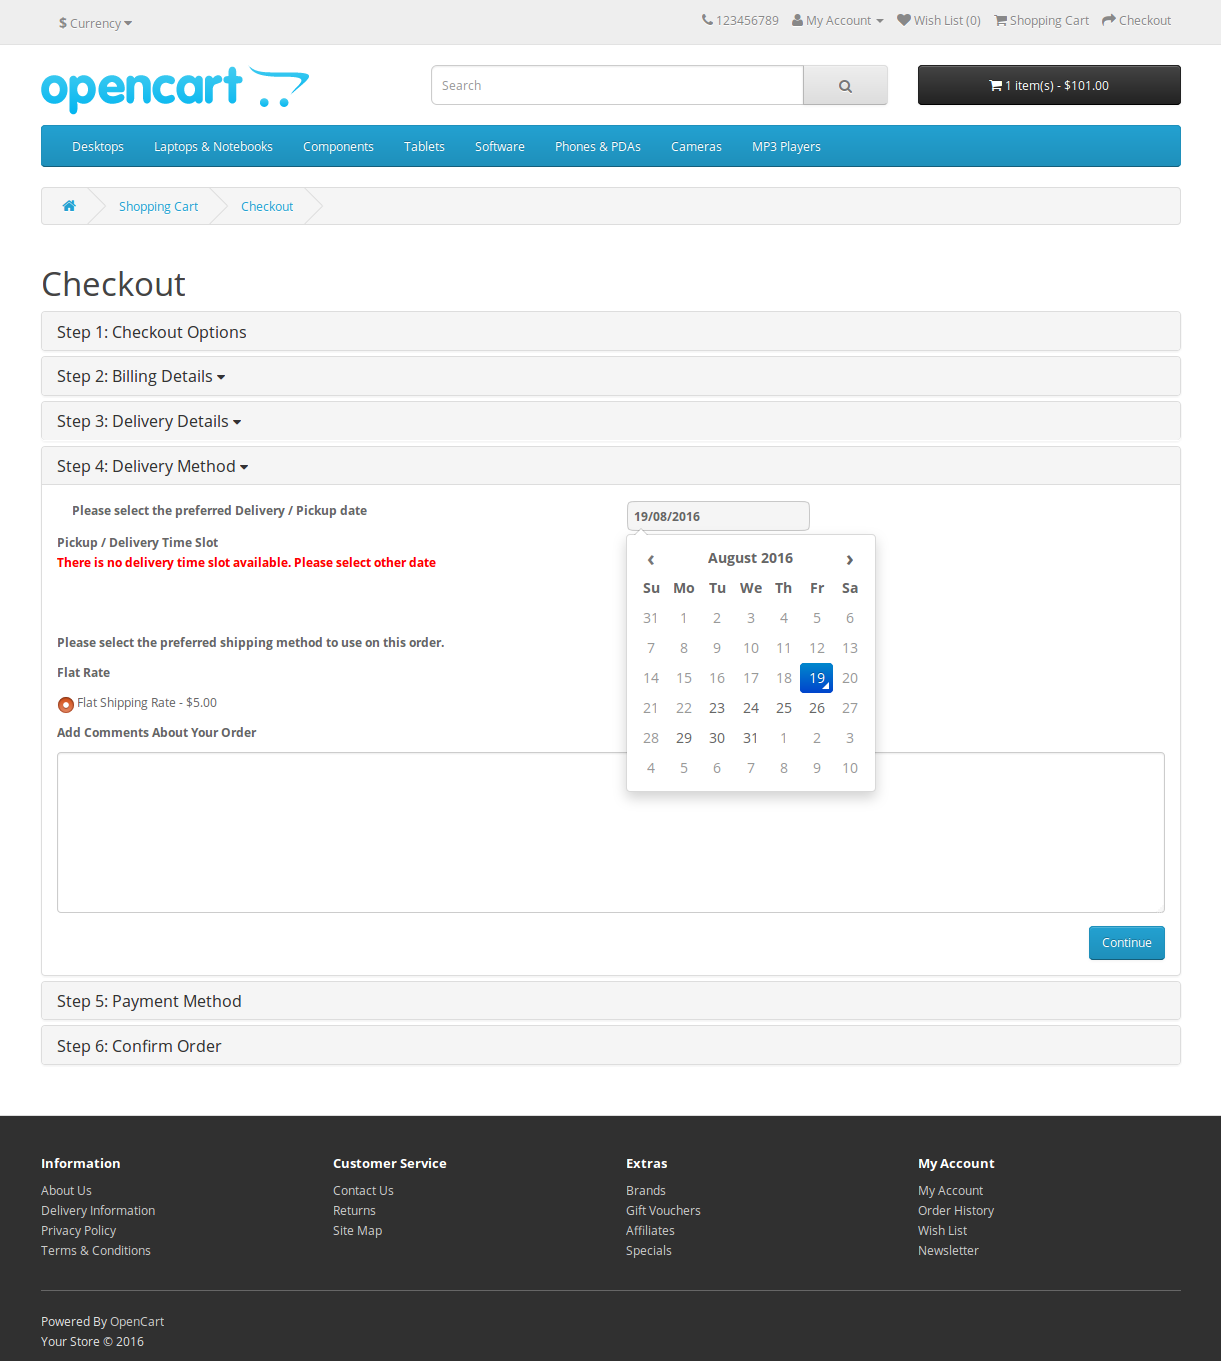 $ Currency
123456789 My Account Wish List (0) Shopping Cart Checkout
opencart
Search
1 item(s) - $101.00
Desktops Laptops & Notebooks Components Tablets Software Phones & PDAs Cameras MP3 Players
Shopping Cart Checkout
Checkout
Step 1: Checkout Options
Step 2: Billing Details
Step 3: Delivery Details
Step 4: Delivery Method
Please select the preferred Delivery / Pickup date
19/08/2016
Pickup / Delivery Time Slot
There is no delivery time slot available. Please select other date
‹ August 2016 ›
Su Mo Tu We Th Fr Sa
31 1 2 3 4 5 6
7 8 9 10 11 12 13
14 15 16 17 18 19 20
21 22 23 24 25 26 27
28 29 30 31 1 2 3
4 5 6 7 8 9 10
Please select the preferred shipping method to use on this order.
Flat Rate
Flat Shipping Rate - $5.00
Add Comments About Your Order
Continue
Step 5: Payment Method
Step 6: Confirm Order
Information
About Us
Delivery Information
Privacy Policy
Terms & Conditions
Customer Service
Contact Us
Returns
Site Map
Extras
Brands
Gift Vouchers
Affiliates
Specials
My Account
My Account
Order History
Wish List
Newsletter
Powered By OpenCart
Your Store © 2016